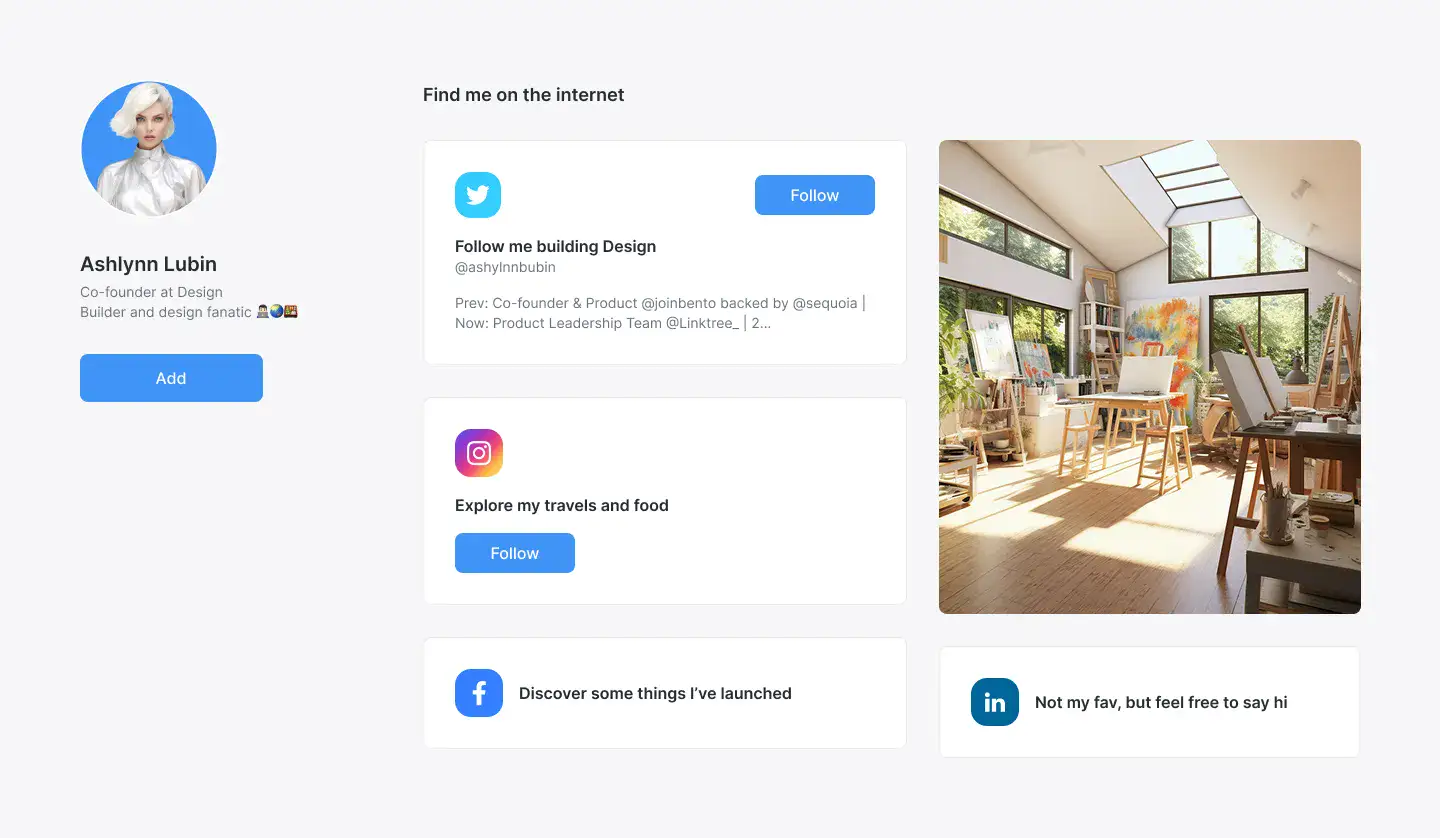 Ashlynn Lubin
Co-founder at Design
Builder and design fanatic 👨🏻‍💻🌏🍱
Add
Find me on the internet
Follow
Follow me building Design
@ashylnnbubin
Prev: Co-founder & Product @joinbento backed by @sequoia |
Now: Product Leadership Team @Linktree_ | 2...
Explore my travels and food
Follow
Discover some things I’ve launched
in
Not my fav, but feel free to say hi